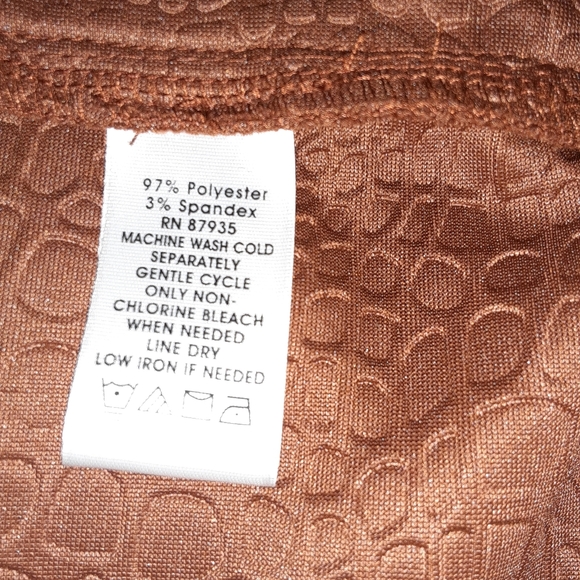 97% Polyester
3% Spandex
RN 87935
MACHINE WASH COLD
SEPARATELY
GENTLE CYCLE
ONLY NON-
CHLORINE BLEACH
WHEN NEEDED
LINE DRY
LOW IRON IF NEEDED